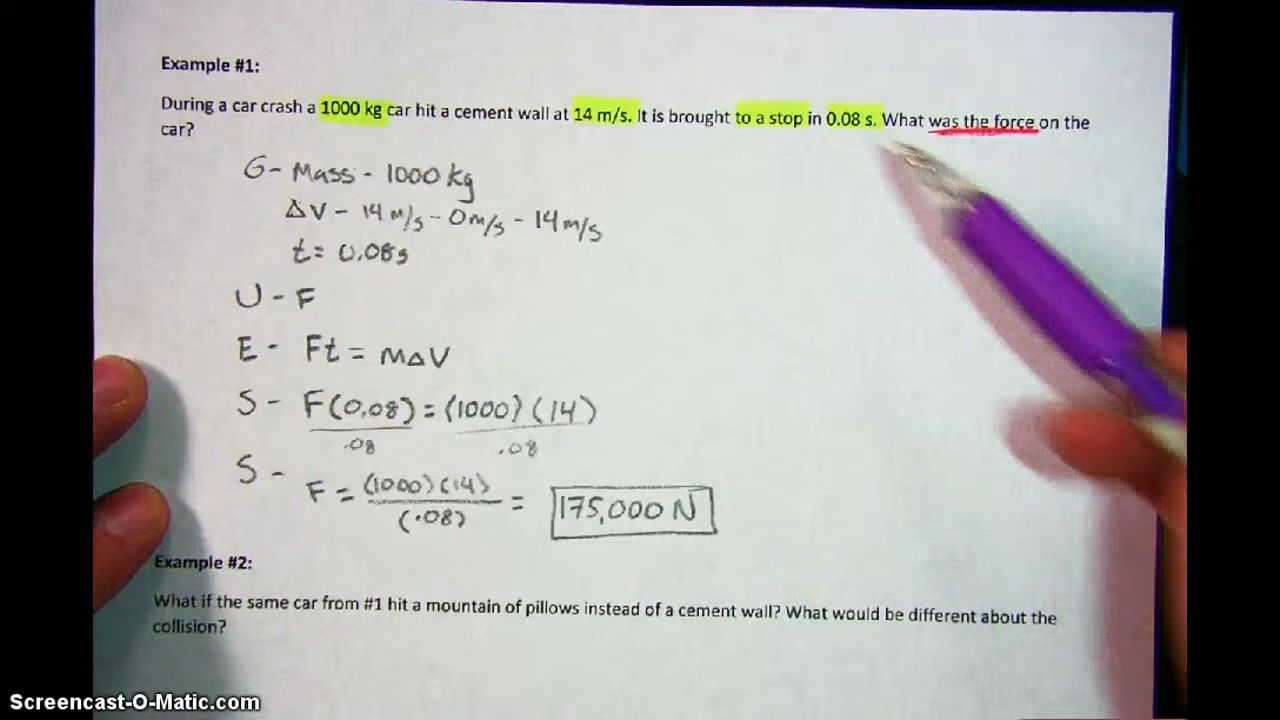 Example #1:
During a car crash a 1000 kg car hit a cement wall at 14 m/s. It is brought to a stop in 0.08 s. What was the force on the
car?
G- Mass - 1000 kg
ΔV - 14 m/s - 0 m/s - 14 m/s
t = 0.08s
U - F
E - Ft = MΔV
S - F(0.08) = (1000)(14)
.08 .08
S -
F = (1000)(14) = 175,000 N
(.08)
Example #2:
What if the same car from #1 hit a mountain of pillows instead of a cement wall? What would be different about the
collision?
Screencast-O-Matic.com